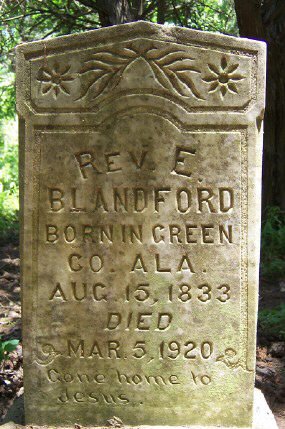 REV. E.
BLANDFORD
BORN IN GREEN
CO. ALA.
AUG 15, 1833
DIED
MAR. 5, 1920
Gone home to
Jesus.